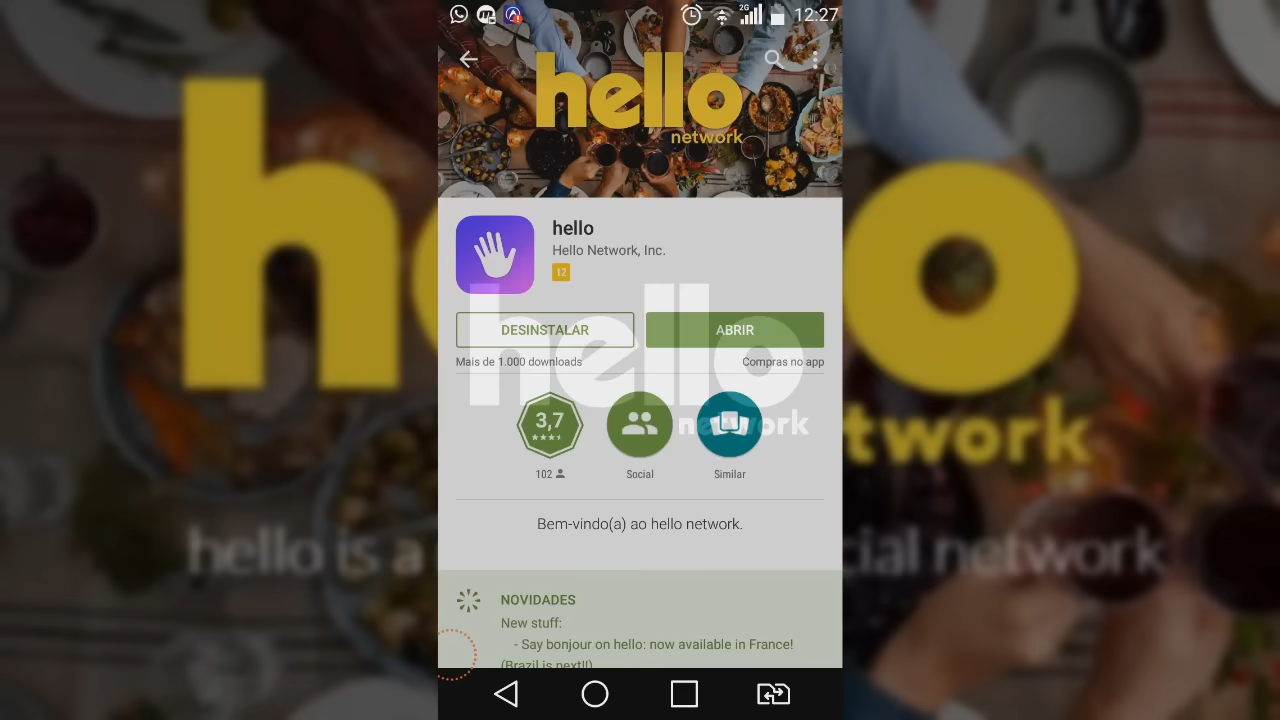 2G 12:27
hello
network
hello
Hello Network, Inc.
12
DESINSTALAR ABRIR
Mais de 1.000 downloads Compras no app
hello
network
3,7
102 Social Similar
Bem-vindo(a) ao hello network.
NOVIDADES
New stuff:
- Say bonjour on hello: now available in France!
(Brazil is next!!)
h o
twork
hello is a cial network